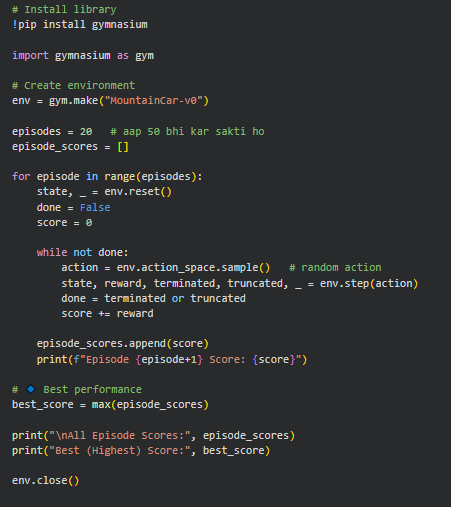 # Install library
!pip install gymnasium
import gymnasium as gym
# Create environment
env = gym.make("MountainCar-v0")
episodes = 20   # aap 50 bhi kar sakti ho
episode_scores = []
for episode in range(episodes):
    state, _ = env.reset()
    done = False
    score = 0
    while not done:
        action = env.action_space.sample()   # random action
        state, reward, terminated, truncated, _ = env.step(action)
        done = terminated or truncated
        score += reward
    episode_scores.append(score)
    print(f"Episode {episode+1} Score: {score}")
# 🔹 Best performance
best_score = max(episode_scores)
print("\nAll Episode Scores:", episode_scores)
print("Best (Highest) Score:", best_score)
env.close()